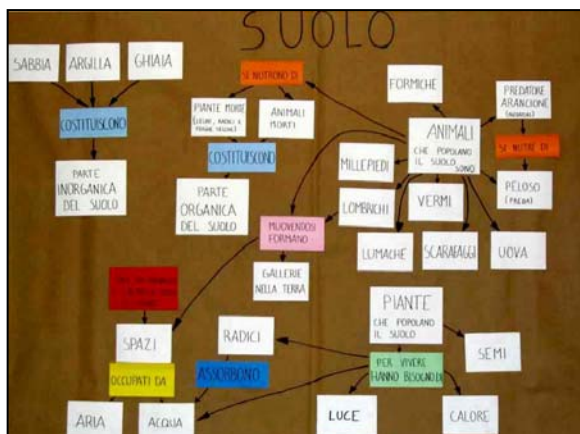 SUOLO
SABBIA
ARGILLA
GHIAIA
COSTITUISCONO
PARTE
INORGANICA
DEL SUOLO
SI NUTRONO DI
PIANTE MORTE
ANIMALI
MORTI
COSTITUISCONO
PARTE
ORGANICA
DEL SUOLO
FORMICHE
ANIMALI
CHE POPOLANO
IL SUOLO
SONO
PREDATORE
ARANCIONE
SI NUTRE DI
PELOSO
(PREDA)
MILLEPIEDI
LOMBRICHI
VERMI
LUMACHE
SCARAFAGGI
UOVA
MUOVENDOSI
FORMANO
GALLERIE
NELLA TERRA
SPAZI
OCCUPATI DA
ARIA
ACQUA
RADICI
ASSORBONO
PIANTE
CHE POPOLANO
IL SUOLO
SEMI
PER VIVERE
HANNO BISOGNO DI
LUCE
CALORE